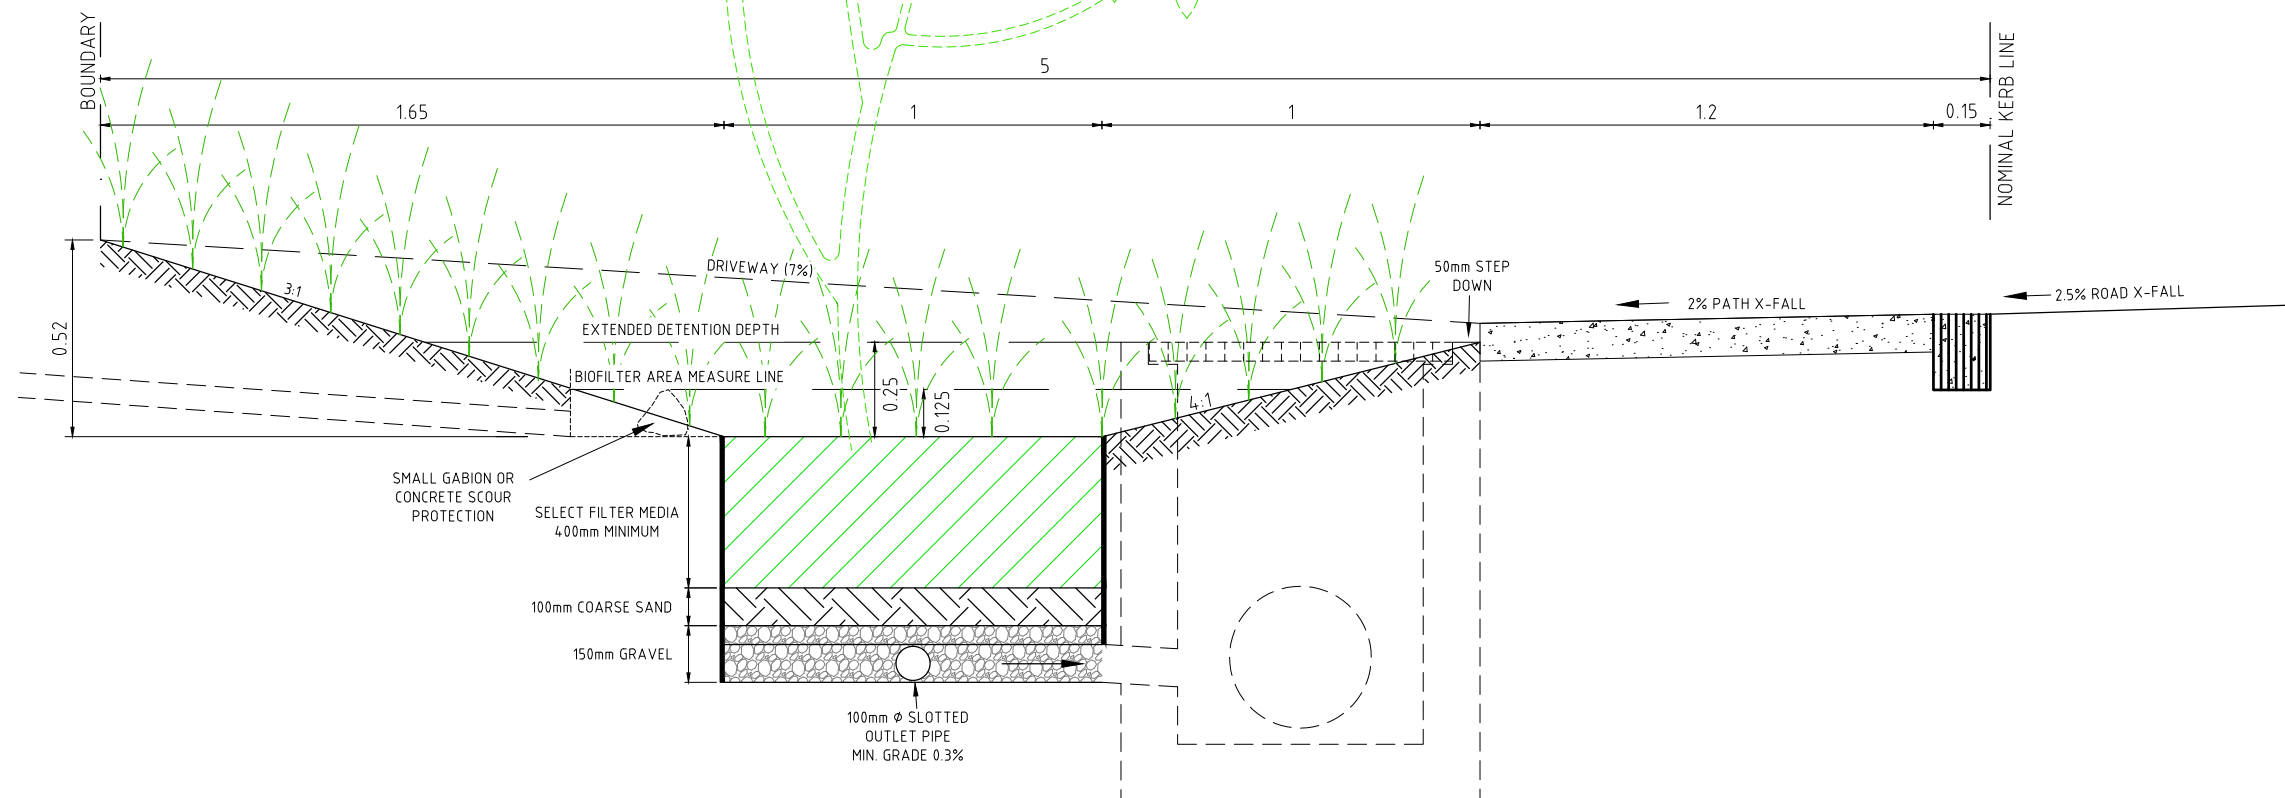 BOUNDARY
5
NOMINAL KERB LINE
1.65
1
1
1.2
0.15
DRIVEWAY (7%)
50mm STEP
DOWN
2% PATH X-FALL
2.5% ROAD X-FALL
3:1
0.52
EXTENDED DETENTION DEPTH
BIOFILTER AREA MEASURE LINE
0.25
0.125
4:1
SMALL GABION OR
CONCRETE SCOUR
PROTECTION
SELECT FILTER MEDIA
400mm MINIMUM
100mm COARSE SAND
150mm GRAVEL
100mm Ø SLOTTED
OUTLET PIPE
MIN. GRADE 0.3%